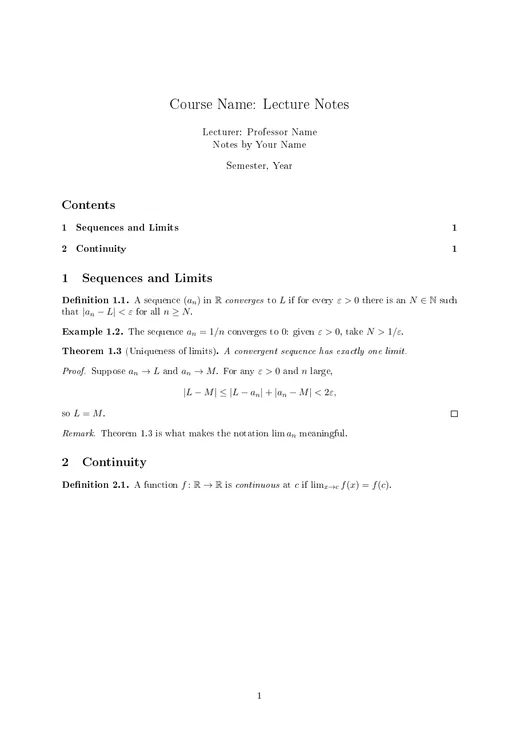 Course Name: Lecture Notes
Lecturer: Professor Name
Notes by Your Name
Semester, Year
Contents
1 Sequences and Limits 1
2 Continuity 1
1 Sequences and Limits
Definition 1.1. A sequence (aₙ) in ℝ converges to L if for every ε > 0 there is an N ∈ ℕ such
that |aₙ − L| < ε for all n ≥ N.
Example 1.2. The sequence aₙ = 1/n converges to 0: given ε > 0, take N > 1/ε.
Theorem 1.3 (Uniqueness of limits). A convergent sequence has exactly one limit.
Proof. Suppose aₙ → L and aₙ → M. For any ε > 0 and n large,
|L − M| ≤ |L − aₙ| + |aₙ − M| < 2ε,
so L = M. □
Remark. Theorem 1.3 is what makes the notation lim aₙ meaningful.
2 Continuity
Definition 2.1. A function f : ℝ → ℝ is continuous at c if limₓ→c f(x) = f(c).
1